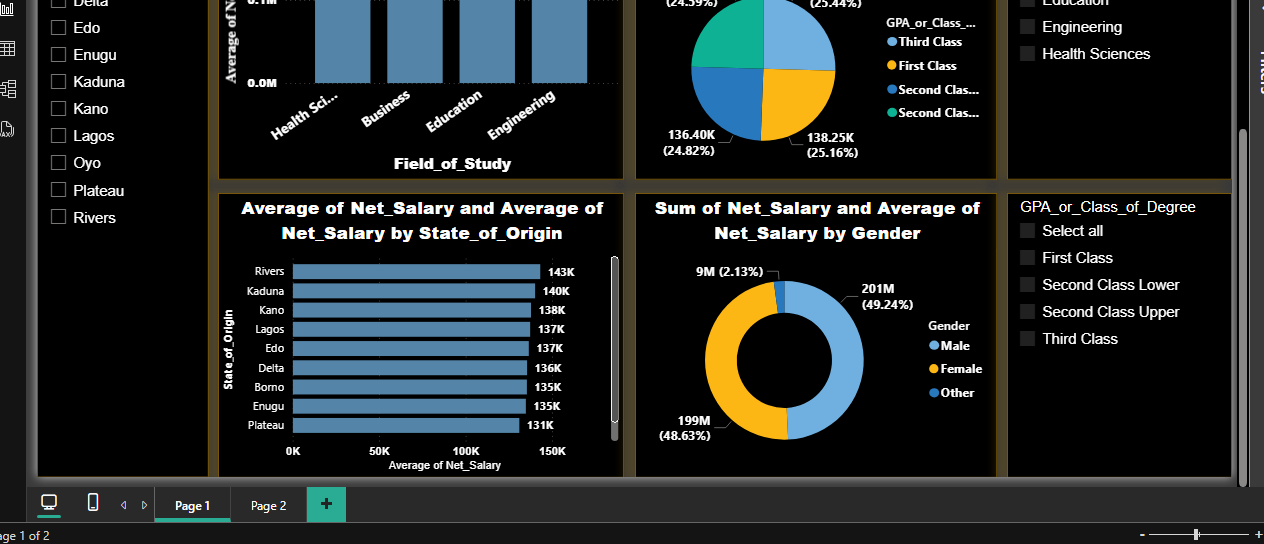 Delta
Edo
Enugu
Kaduna
Kano
Lagos
Oyo
Plateau
Rivers
0.1M
Average of N
0.0M
Health Sci...
Business
Education
Engineering
Field_of_Study
(24.59%)
(25.44%)
136.40K
(24.82%)
138.25K
(25.16%)
GPA_or_Class_...
Third Class
First Class
Second Clas...
Second Clas...
Education
Engineering
Health Sciences
Filters
Average of Net_Salary and Average of
Net_Salary by State_of_Origin
State_of_Origin
Rivers 143K
Kaduna 140K
Kano 138K
Lagos 137K
Edo 137K
Delta 136K
Borno 135K
Enugu 135K
Plateau 131K
0K 50K 100K 150K
Average of Net_Salary
Sum of Net_Salary and Average of
Net_Salary by Gender
9M (2.13%)
201M
(49.24%)
199M
(48.63%)
Gender
Male
Female
Other
GPA_or_Class_of_Degree
Select all
First Class
Second Class Lower
Second Class Upper
Third Class
Page 1
Page 2
+
age 1 of 2
- +